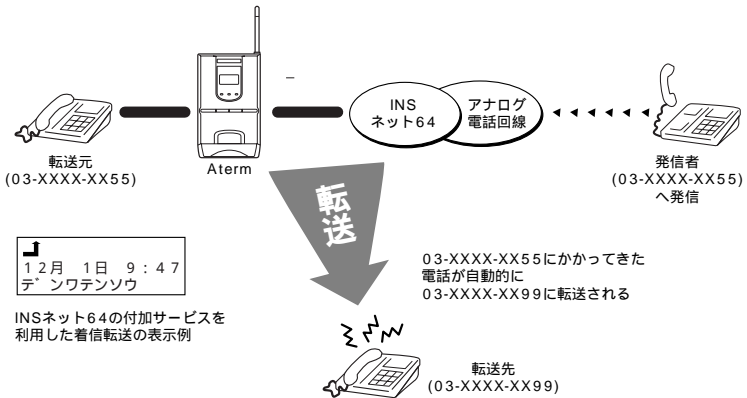 INS
ネット64
アナログ
電話回線
転送元
(03-XXXX-XX55)
Aterm
発信者
(03-XXXX-XX55)
へ発信
転送
12月 1日 9:47
デンワテンソウ
INSネット64の付加サービスを
利用した着信転送の表示例
03-XXXX-XX55にかかってきた
電話が自動的に
03-XXXX-XX99に転送される
転送先
(03-XXXX-XX99)